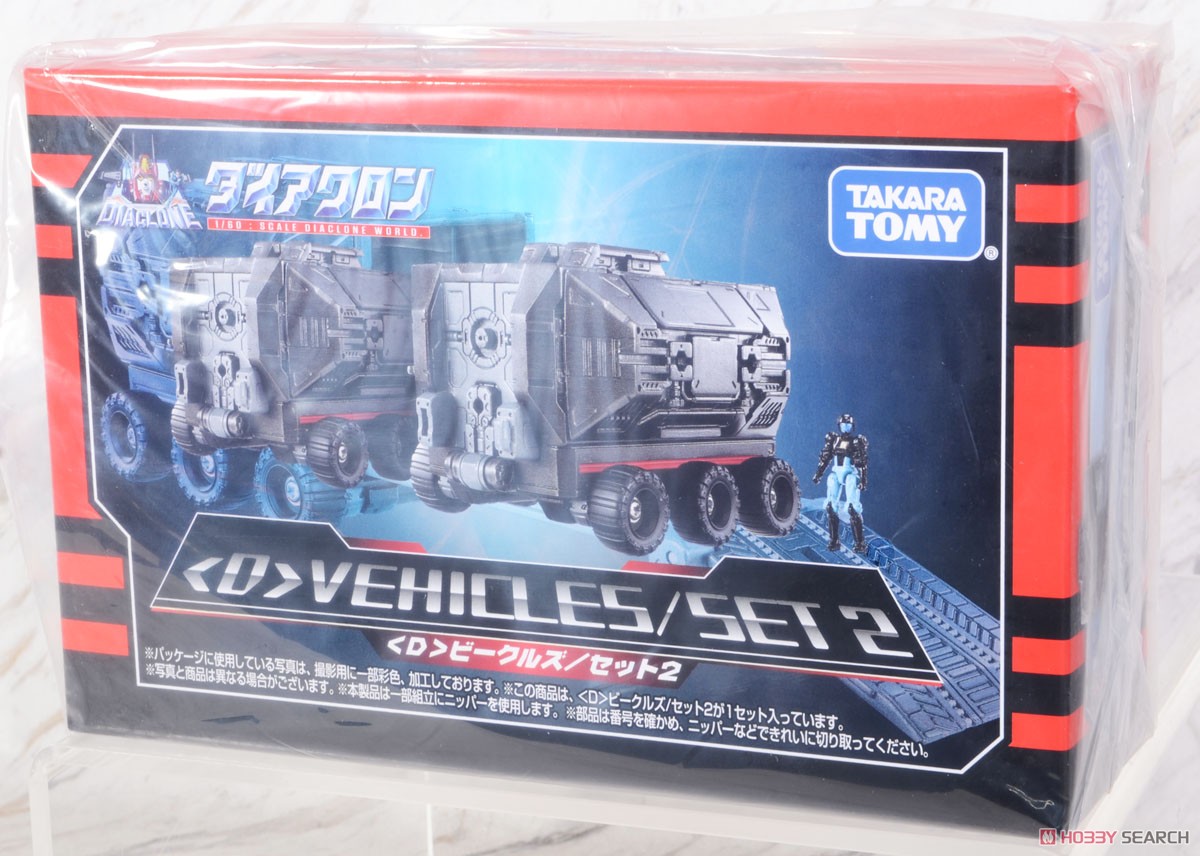 DIACLONE
ダイアクロン
1/60 : SCALE DIACLONE WORLD
TAKARA
TOMY
®
<D>VEHICLES/SET 2
<D>ビークルズ/セット2
※パッケージに使用している写真は、撮影用に一部彩色、加工しております。※この商品は、<D>ビークルズ/セット2が1セット入っています。
※写真と商品は異なる場合がございます。※本製品は一部組立にニッパーを使用します。※部品は番号を確かめ、ニッパーなどできれいに切り取ってください。
HOBBY SEARCH